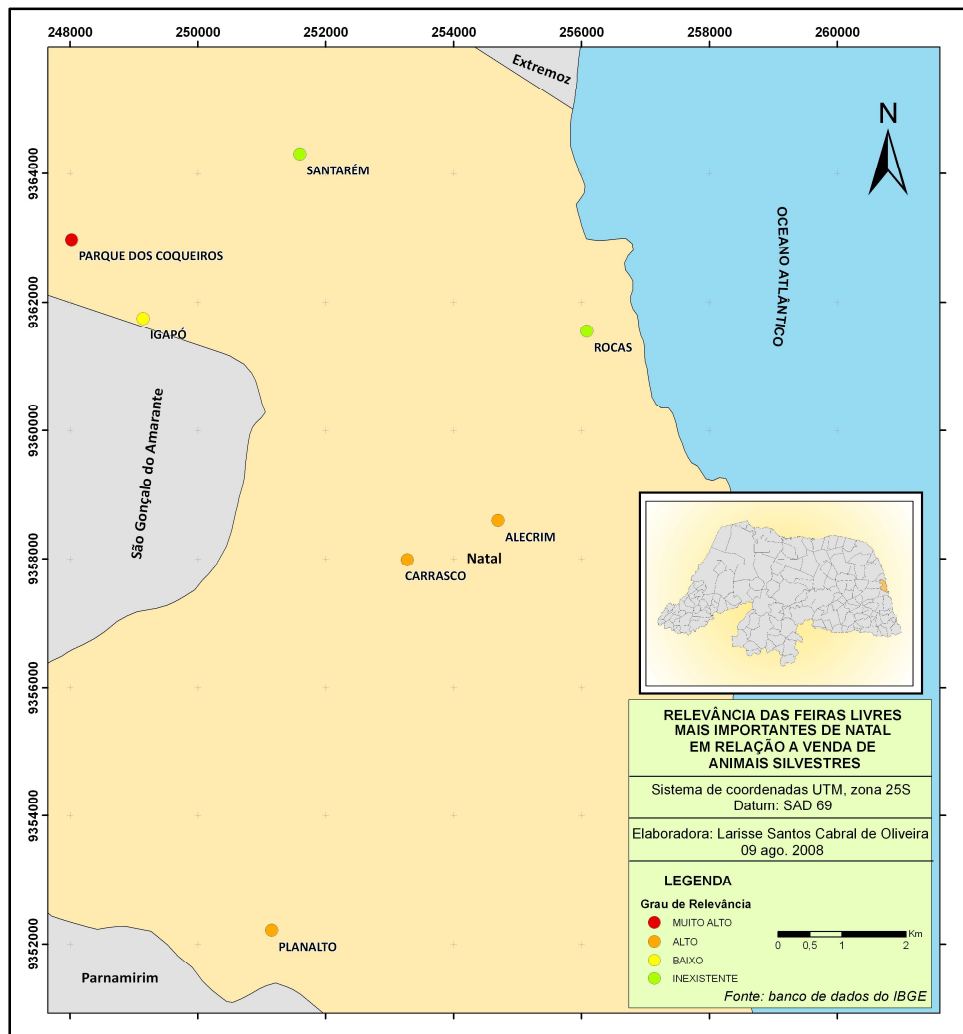 248000 250000 252000 254000 256000 258000 260000
Extremoz
N
9364000
SANTARÉM
PARQUE DOS COQUEIROS
OCEANO ATLÂNTICO
9362000
IGAPÓ
ROCAS
São Gonçalo do Amarante
9360000
ALECRIM
9358000
Natal
CARRASCO
9356000
9354000
9352000
PLANALTO
Parnamirim
RELEVÂNCIA DAS FEIRAS LIVRES
MAIS IMPORTANTES DE NATAL
EM RELAÇÃO A VENDA DE
ANIMAIS SILVESTRES
Sistema de coordenadas UTM, zona 25S
Datum: SAD 69
Elaboradora: Larisse Santos Cabral de Oliveira
09 ago. 2008
LEGENDA
Grau de Relevância
MUITO ALTO
ALTO
BAIXO
INEXISTENTE
Km
0 0,5 1 2
Fonte: banco de dados do IBGE